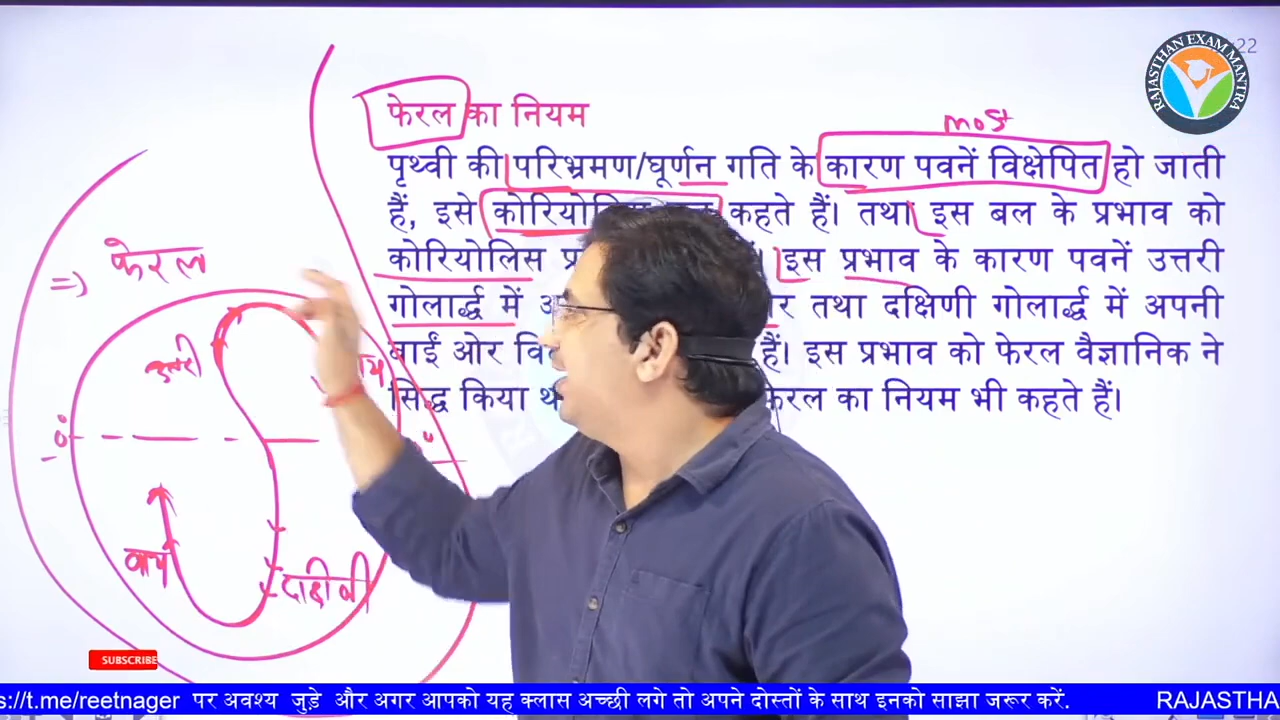 22
RAJASTHAN EXAM MANTRA
फेरल का नियम
most
पृथ्वी की परिभ्रमण/घूर्णन गति के कारण पवनें विक्षेपित हो जाती
हैं, इसे कोरियोलिस कहते हैं। तथा इस बल के प्रभाव को
कोरियोलिस इस प्रभाव के कारण पवनें उत्तरी
गोलार्द्ध में तथा दक्षिणी गोलार्द्ध में अपनी
बाईं ओर हैं। इस प्रभाव को फेरल वैज्ञानिक ने
सिद्ध किया फेरल का नियम भी कहते हैं।
=> फेरल
उत्तरी
0°
SUBSCRIBE
s://t.me/reetnager पर अवश्य जुड़े और अगर आपको यह क्लास अच्छी लगे तो अपने दोस्तों के साथ इनको साझा जरूर करें. RAJASTHA